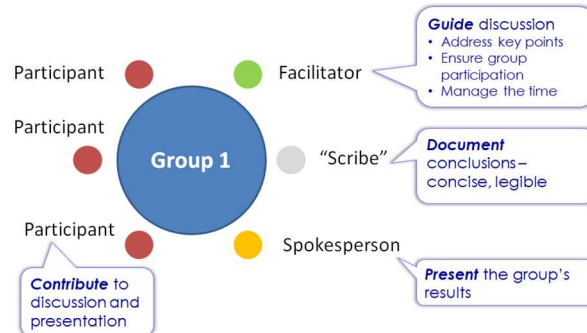 Guide discussion
• Address key points
• Ensure group
participation
• Manage the time
Participant
Facilitator
Participant
Group 1
“Scribe”
Document
conclusions –
concise, legible
Participant
Spokesperson
Contribute to
discussion and
presentation
Present the group’s
results